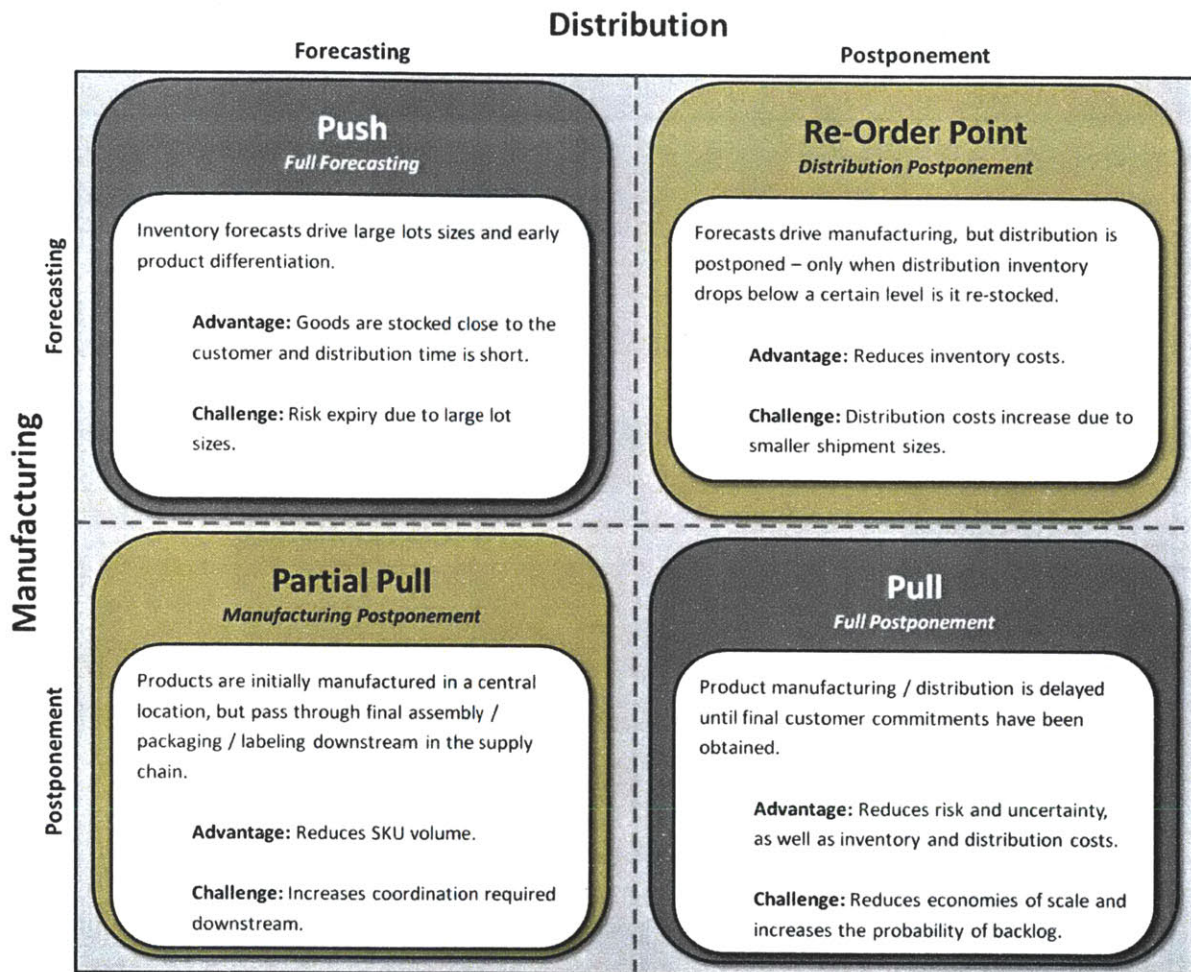 Distribution
Forecasting
Postponement
Manufacturing
Forecasting
Push
Full Forecasting
Inventory forecasts drive large lots sizes and early
product differentiation.
Advantage: Goods are stocked close to the
customer and distribution time is short.
Challenge: Risk expiry due to large lot
sizes.
Re-Order Point
Distribution Postponement
Forecasts drive manufacturing, but distribution is
postponed – only when distribution inventory
drops below a certain level is it re-stocked.
Advantage: Reduces inventory costs.
Challenge: Distribution costs increase due to
smaller shipment sizes.
Postponement
Partial Pull
Manufacturing Postponement
Products are initially manufactured in a central
location, but pass through final assembly /
packaging / labeling downstream in the supply
chain.
Advantage: Reduces SKU volume.
Challenge: Increases coordination required
downstream.
Pull
Full Postponement
Product manufacturing / distribution is delayed
until final customer commitments have been
obtained.
Advantage: Reduces risk and uncertainty,
as well as inventory and distribution costs.
Challenge: Reduces economies of scale and
increases the probability of backlog.